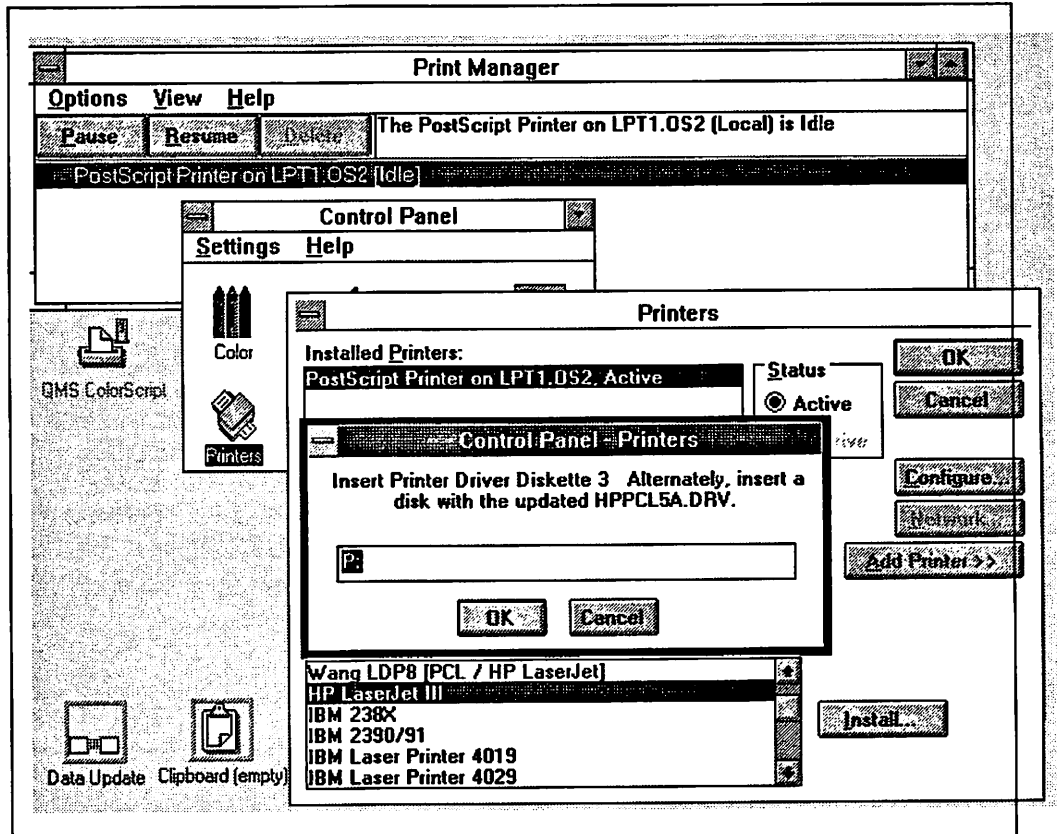 Print Manager
Options View Help
Pause Resume Delete The PostScript Printer on LPT1.OS2 (Local) is Idle
PostScript Printer on LPT1.OS2 [Idle]
Control Panel
Settings Help
Color
Printers
QMS ColorScript
Printers
Installed Printers:
PostScript Printer on LPT1.OS2, Active
Status
Active
OK
Cancel
Configure...
Network...
Add Printer >>
Control Panel - Printers
Insert Printer Driver Diskette 3 Alternately, insert a
disk with the updated HPPCL5A.DRV.
P:
OK Cancel
Wang LDP8 [PCL / HP LaserJet]
HP LaserJet III
IBM 238X
IBM 2390/91
IBM Laser Printer 4019
IBM Laser Printer 4029
Install...
Data Update Clipboard (empty)